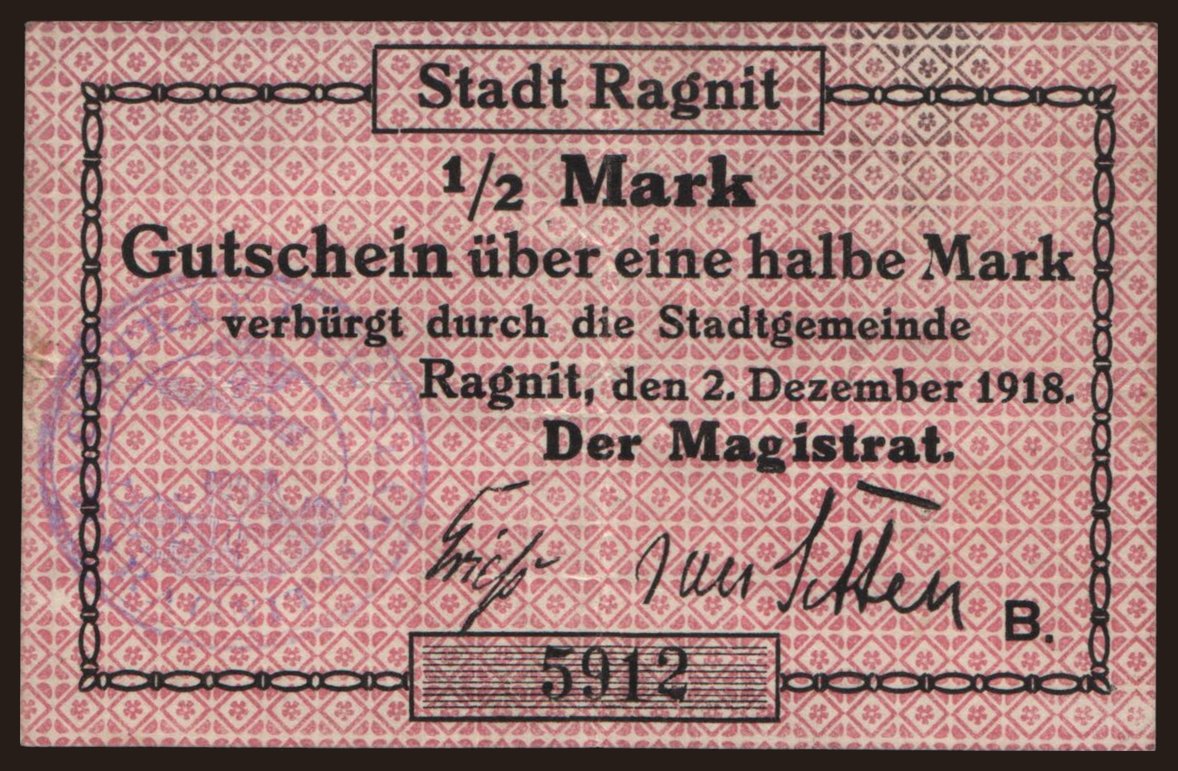 Stadt Ragnit
1/2 Mark
Gutschein über eine halbe Mark
verbürgt durch die Stadtgemeinde
Ragnit, den 2. Dezember 1918.
Der Magistrat.
B.
5912